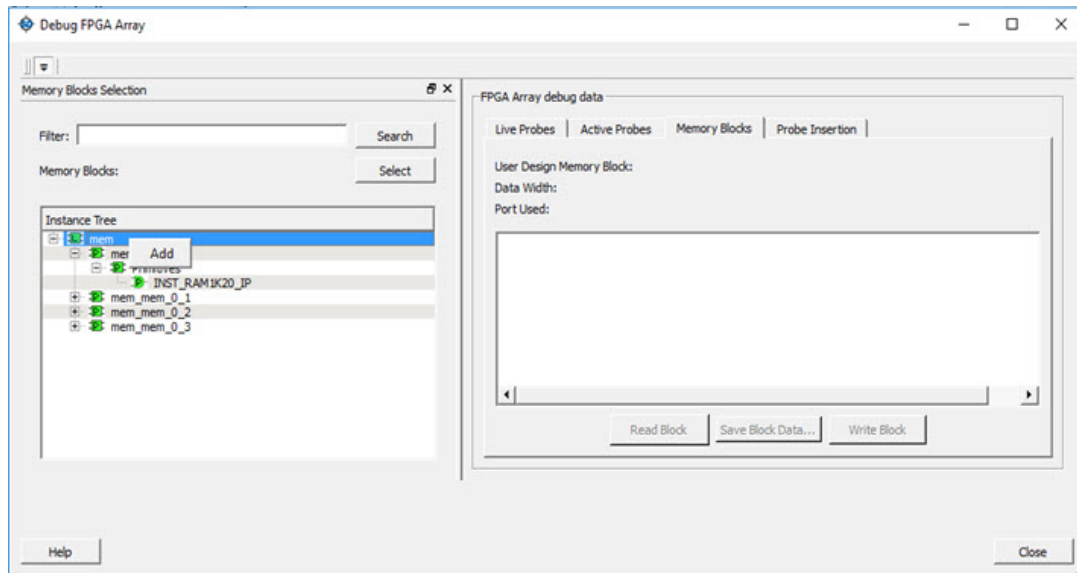 Debug FPGA Array
Memory Blocks Selection
Filter:
Search
Memory Blocks:
Select
Instance Tree
mem
Add
INST_RAM1K20_IP
mem_mem_0_1
mem_mem_0_2
mem_mem_0_3
FPGA Array debug data
Live Probes
Active Probes
Memory Blocks
Probe Insertion
User Design Memory Block:
Data Width:
Port Used:
Read Block
Save Block Data...
Write Block
Help
Close